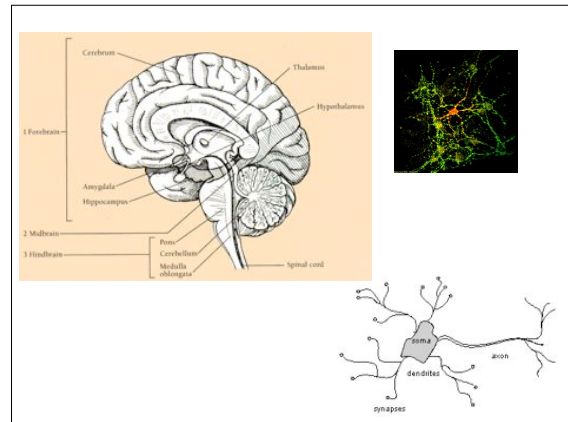 Cerebrum
Thalamus
Hypothalamus
1 Forebrain
Amygdala
Hippocampus
2 Midbrain
Pons
3 Hindbrain
Cerebellum
Medulla
oblongata
Spinal cord
soma
axon
dendrites
synapses